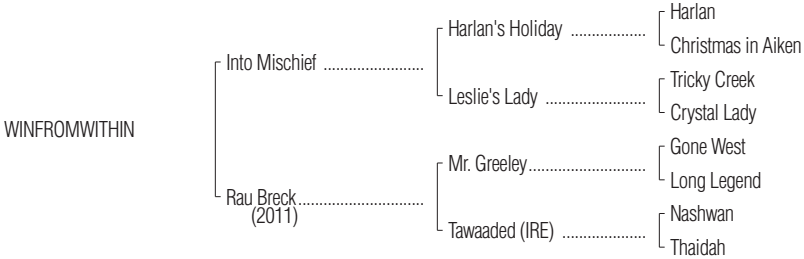 Harlan
Harlan's Holiday ....................
Christmas in Aiken
Into Mischief ..........................
Tricky Creek
Leslie's Lady ..........................
Crystal Lady
WINFROMWITHIN
Gone West
Mr. Greeley..............................
Long Legend
Rau Breck................................
(2011)
Nashwan
Tawaaded (IRE) ......................
Thaidah